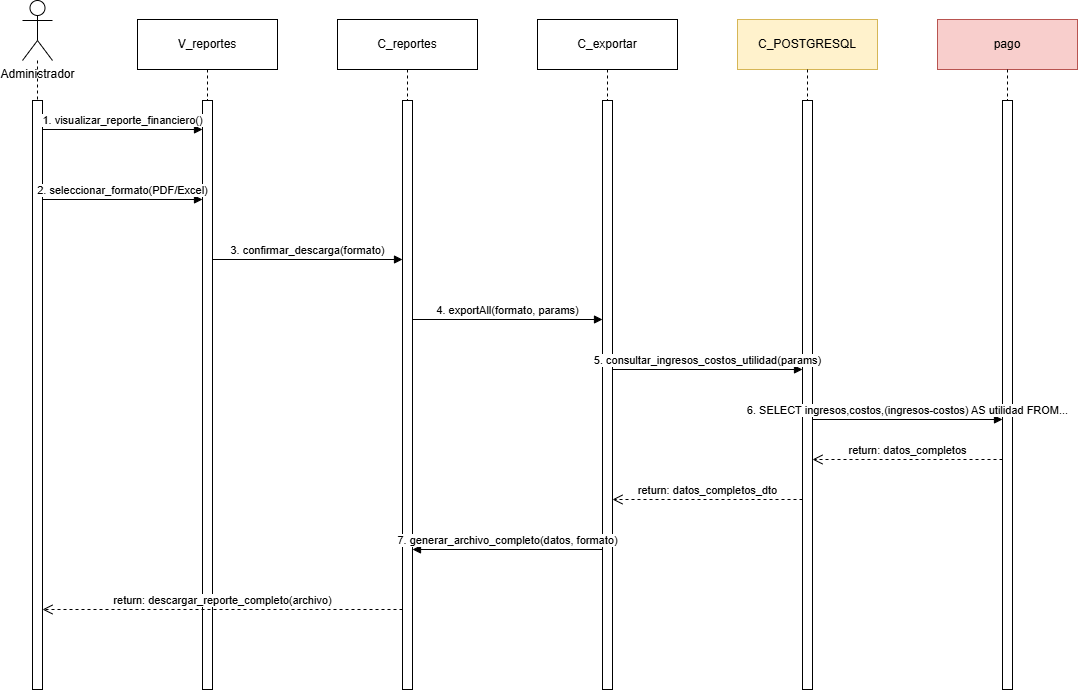 Administrador
V_reportes
C_reportes
C_exportar
C_POSTGRESQL
pago
1. visualizar_reporte_financiero()
2. seleccionar_formato(PDF/Excel)
3. confirmar_descarga(formato)
4. exportAll(formato, params)
5. consultar_ingresos_costos_utilidad(params)
6. SELECT ingresos,costos,(ingresos-costos) AS utilidad FROM...
return: datos_completos
return: datos_completos_dto
7. generar_archivo_completo(datos, formato)
return: descargar_reporte_completo(archivo)